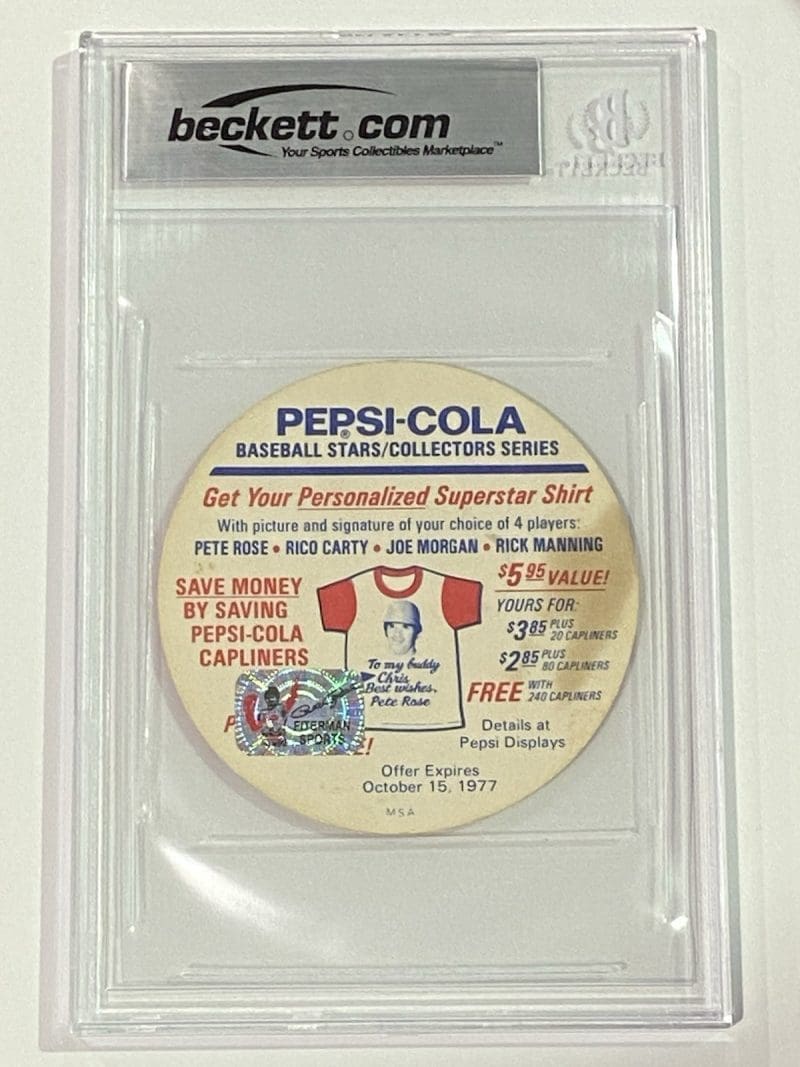 beckett.com
Your Sports Collectibles Marketplace™
BECKETT
PEPSI-COLA
®
BASEBALL STARS/COLLECTORS SERIES
Get Your Personalized Superstar Shirt
With picture and signature of your choice of 4 players:
PETE ROSE • RICO CARTY • JOE MORGAN • RICK MANNING
SAVE MONEY
BY SAVING
PEPSI-COLA
CAPLINERS
$5.95 VALUE!
YOURS FOR:
$3.85 PLUS 20 CAPLINERS
$2.85 PLUS 80 CAPLINERS
FREE WITH 240 CAPLINERS
To my buddy
Chris
Best wishes,
Pete Rose
FITERMAN
SPORTS
Details at
Pepsi Displays
Offer Expires
October 15, 1977
MSA